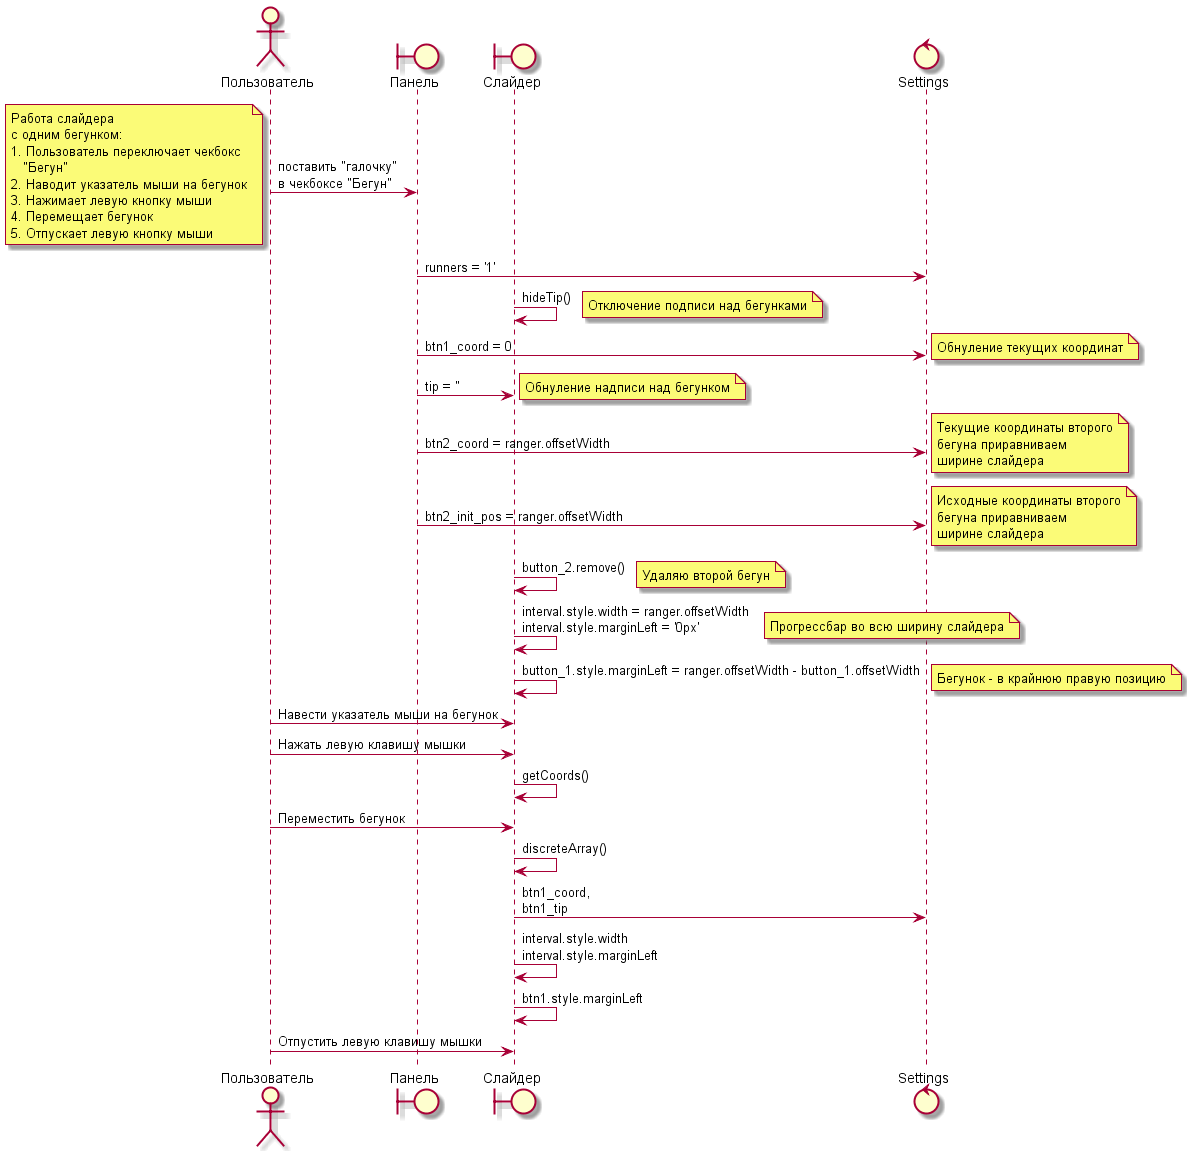 Пользователь
Панель
Слайдер
Settings
Работа слайдера
с одним бегунком:
1. Пользователь переключает чекбокс
"Бегун"
2. Наводит указатель мыши на бегунок
3. Нажимает левую кнопку мыши
4. Перемещает бегунок
5. Отпускает левую кнопку мыши
поставить "галочку"
в чекбоксе "Бегун"
runners = '1'
hideTip()
Отключение подписи над бегунками
btn1_coord = 0
Обнуление текущих координат
tip = ''
Обнуление надписи над бегунком
btn2_coord = ranger.offsetWidth
Текущие координаты второго
бегуна приравниваем
ширине слайдера
btn2_init_pos = ranger.offsetWidth
Исходные координаты второго
бегуна приравниваем
ширине слайдера
button_2.remove()
Удаляю второй бегун
interval.style.width = ranger.offsetWidth
interval.style.marginLeft = '0px'
Прогрессбар во всю ширину слайдера
button_1.style.marginLeft = ranger.offsetWidth - button_1.offsetWidth
Бегунок - в крайнюю правую позицию
Навести указатель мыши на бегунок
Нажать левую клавишу мышки
getCoords()
Переместить бегунок
discreteArray()
btn1_coord,
btn1_tip
interval.style.width
interval.style.marginLeft
btn1.style.marginLeft
Отпустить левую клавишу мышки
Пользователь
Панель
Слайдер
Settings